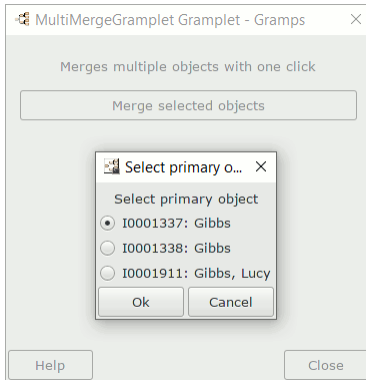 MultiMergeGramplet Gramplet - Gramps
Merges multiple objects with one click
Merge selected objects
Select primary o...
Select primary object
I0001337: Gibbs
I0001338: Gibbs
I0001911: Gibbs, Lucy
Ok Cancel
Help Close